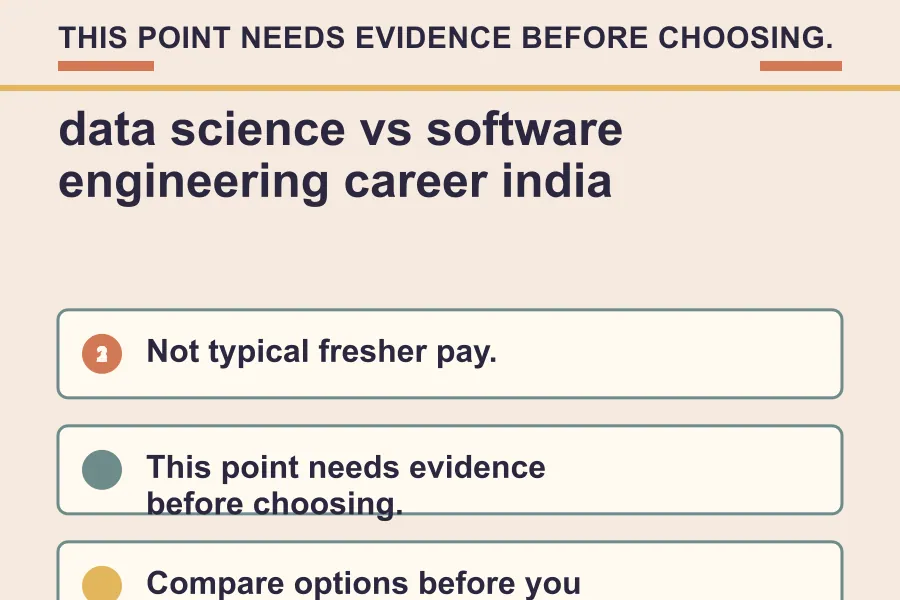 THIS POINT NEEDS EVIDENCE BEFORE CHOOSING.
data science vs software
engineering career india
Not typical fresher pay.
This point needs evidence
before choosing.
Compare options before you